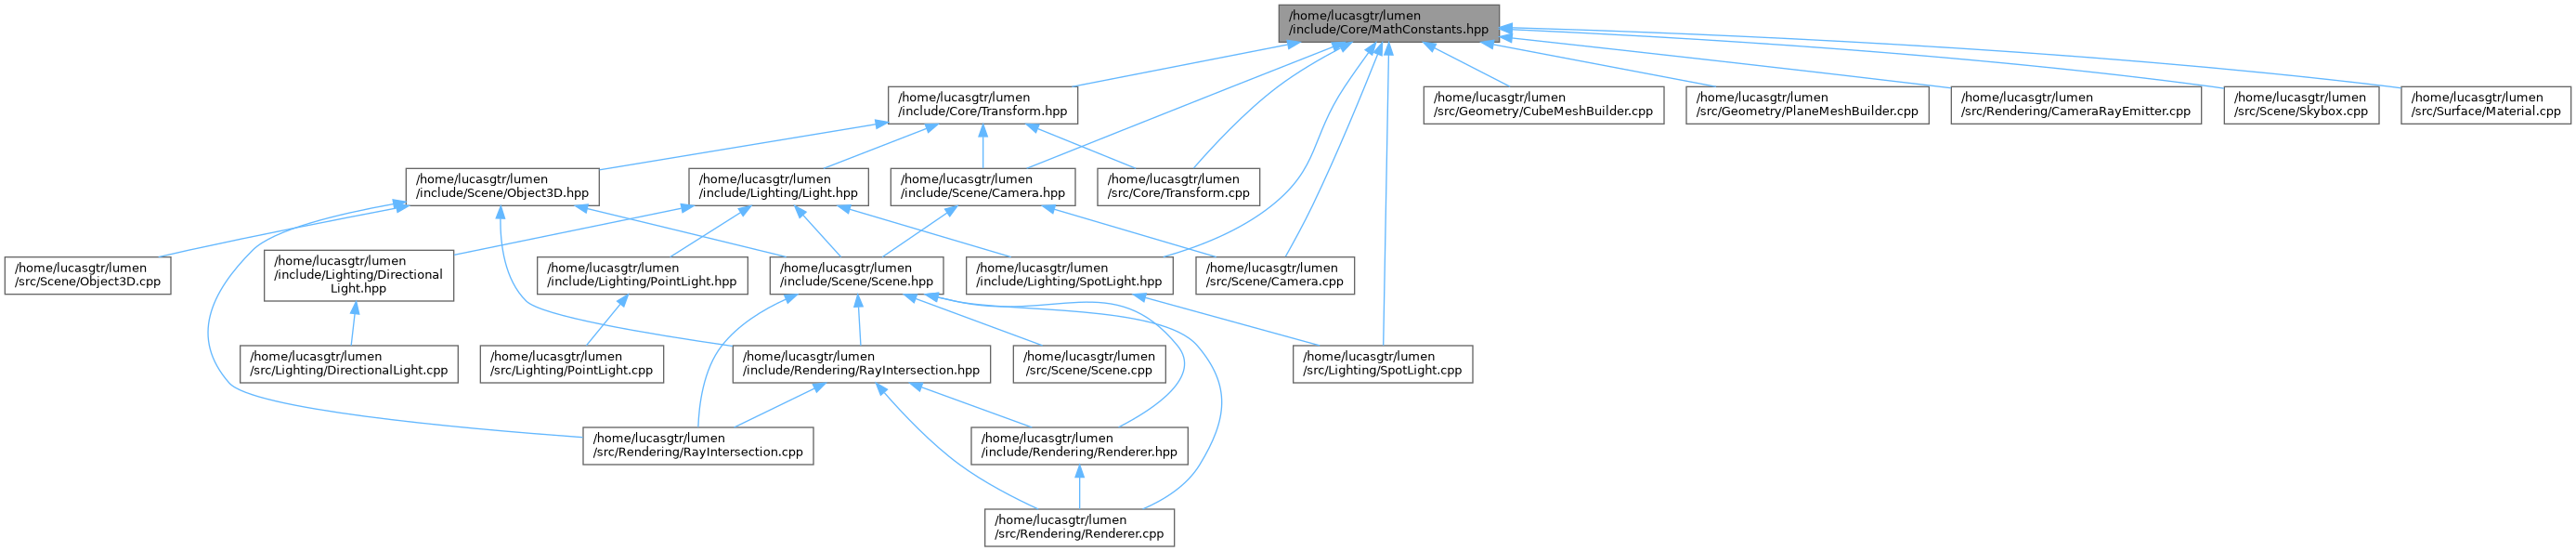 /home/lucasgtr/lumen
/include/Core/MathConstants.hpp
/home/lucasgtr/lumen
/include/Core/Transform.hpp
/home/lucasgtr/lumen
/src/Geometry/CubeMeshBuilder.cpp
/home/lucasgtr/lumen
/src/Geometry/PlaneMeshBuilder.cpp
/home/lucasgtr/lumen
/src/Rendering/CameraRayEmitter.cpp
/home/lucasgtr/lumen
/src/Scene/Skybox.cpp
/home/lucasgtr/lumen
/src/Surface/Material.cpp
/home/lucasgtr/lumen
/include/Scene/Object3D.hpp
/home/lucasgtr/lumen
/include/Lighting/Light.hpp
/home/lucasgtr/lumen
/include/Scene/Camera.hpp
/home/lucasgtr/lumen
/src/Core/Transform.cpp
/home/lucasgtr/lumen
/src/Scene/Object3D.cpp
/home/lucasgtr/lumen
/include/Lighting/Directional
Light.hpp
/home/lucasgtr/lumen
/include/Lighting/PointLight.hpp
/home/lucasgtr/lumen
/include/Scene/Scene.hpp
/home/lucasgtr/lumen
/include/Lighting/SpotLight.hpp
/home/lucasgtr/lumen
/src/Scene/Camera.cpp
/home/lucasgtr/lumen
/src/Lighting/DirectionalLight.cpp
/home/lucasgtr/lumen
/src/Lighting/PointLight.cpp
/home/lucasgtr/lumen
/include/Rendering/RayIntersection.hpp
/home/lucasgtr/lumen
/src/Scene/Scene.cpp
/home/lucasgtr/lumen
/src/Lighting/SpotLight.cpp
/home/lucasgtr/lumen
/src/Rendering/RayIntersection.cpp
/home/lucasgtr/lumen
/include/Rendering/Renderer.hpp
/home/lucasgtr/lumen
/src/Rendering/Renderer.cpp